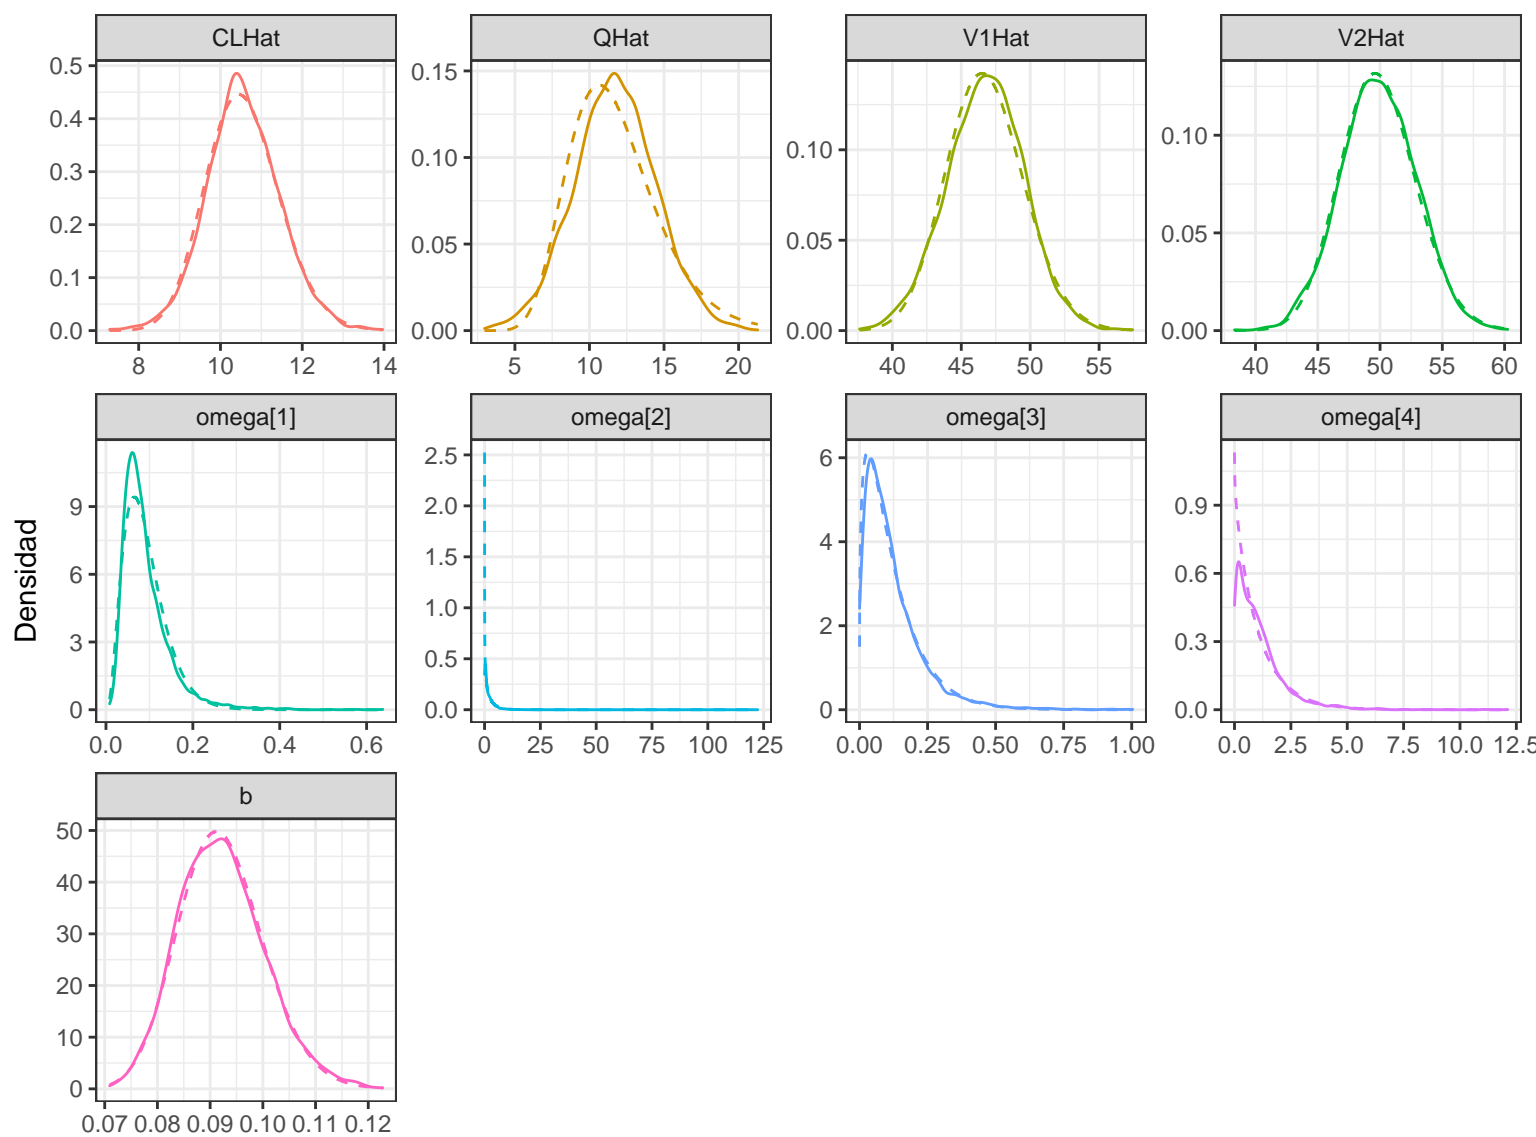 CLHat QHat V1Hat V2Hat
0.5 0.4 0.3 0.2 0.1 0.0
0.15 0.10 0.05 0.00
0.10 0.05 0.00
0.10 0.05 0.00
8 10 12 14
5 10 15 20
40 45 50 55
40 45 50 55 60
omega[1] omega[2] omega[3] omega[4]
Densidad
9 6 3 0
2.5 2.0 1.5 1.0 0.5 0.0
6 4 2 0
0.9 0.6 0.3 0.0
0.0 0.2 0.4 0.6
0 25 50 75 100 125
0.00 0.25 0.50 0.75 1.00
0.0 2.5 5.0 7.5 10.0 12.5
b
50 40 30 20 10 0
0.07 0.08 0.09 0.10 0.11 0.12